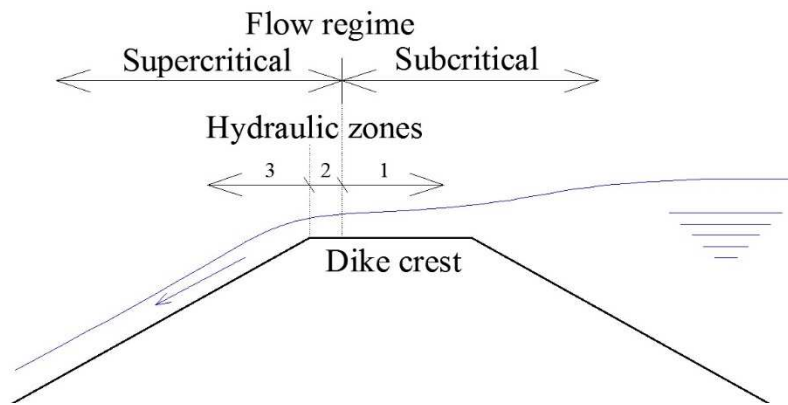 Flow regime
Supercritical Subcritical
Hydraulic zones
3 2 1
Dike crest